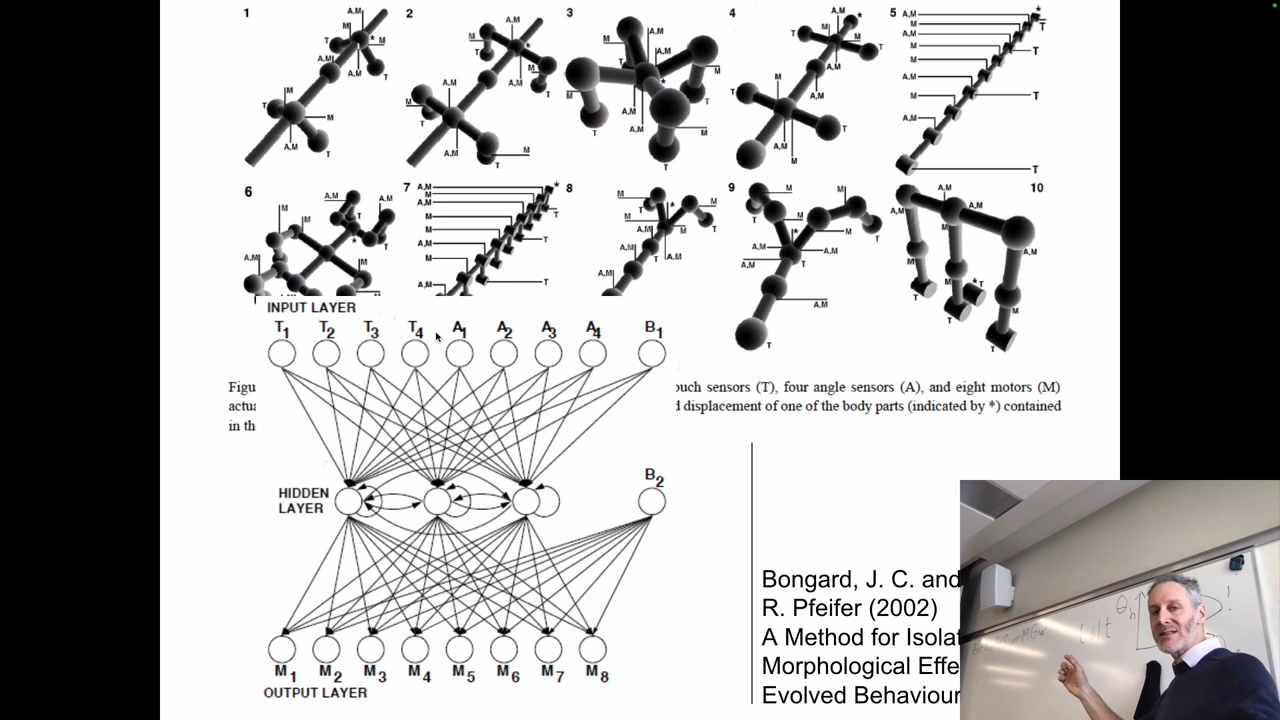 1 2 3 4 5
A,M M * M T A,M A,M T M M A,M T
A,M M T * A,M M T A,M M T A,M M T
M A,M A,M M * T A,M A,M M T
* M A,M T T M A,M T T A,M M
A,M M A,M M M A,M M A,M * T T T T
6 7 8 9 10
A,M M T T * A,M M
A,M M A,M M M A,M M A,M * T T T
M M * T T M A,M A,M A,M A,M
M M T M T * M A,M A,M A,M T A,M T
A,M A,M A,M M M M T T * T T
INPUT LAYER
T1 T2 T3 T4 A1 A2 A3 A4 B1
Figu
ouch sensors (T), four angle sensors (A), and eight motors (M)
actua
d displacement of one of the body parts (indicated by *) contained
in th
HIDDEN
LAYER
B2
M1 M2 M3 M4 M5 M6 M7 M8
OUTPUT LAYER
Bongard, J. C. and
R. Pfeifer (2002)
A Method for Isolat
Morphological Effe
Evolved Behaviour
θh !